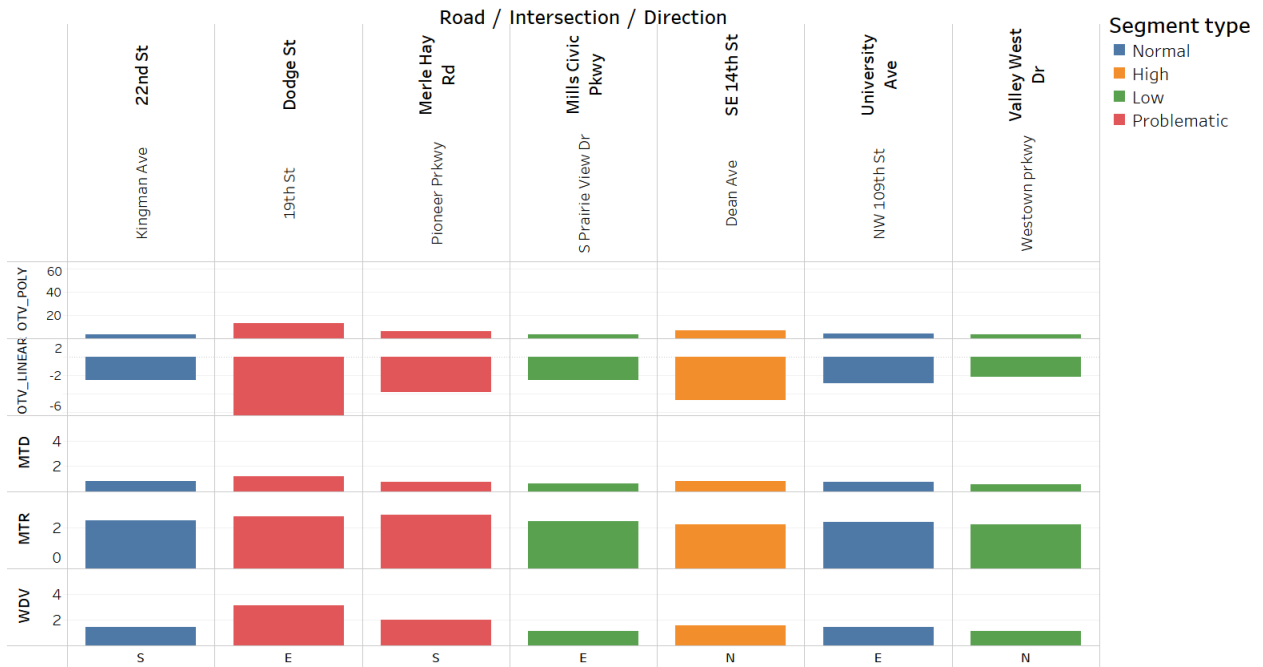 Road / Intersection / Direction
Segment type
Normal
High
Low
Problematic
22nd St
Dodge St
Merle Hay
Rd
Mills Civic
Pkwy
SE 14th St
University
Ave
Valley West
Dr
Kingman Ave
19th St
Pioneer Prkwy
S Prairie View Dr
Dean Ave
NW 109th St
Westown prkwy
OTV_POLY
60
40
20
OTV_LINEAR
2
-2
-6
MTD
4
2
MTR
2
0
WDV
4
2
S
E
S
E
N
E
N